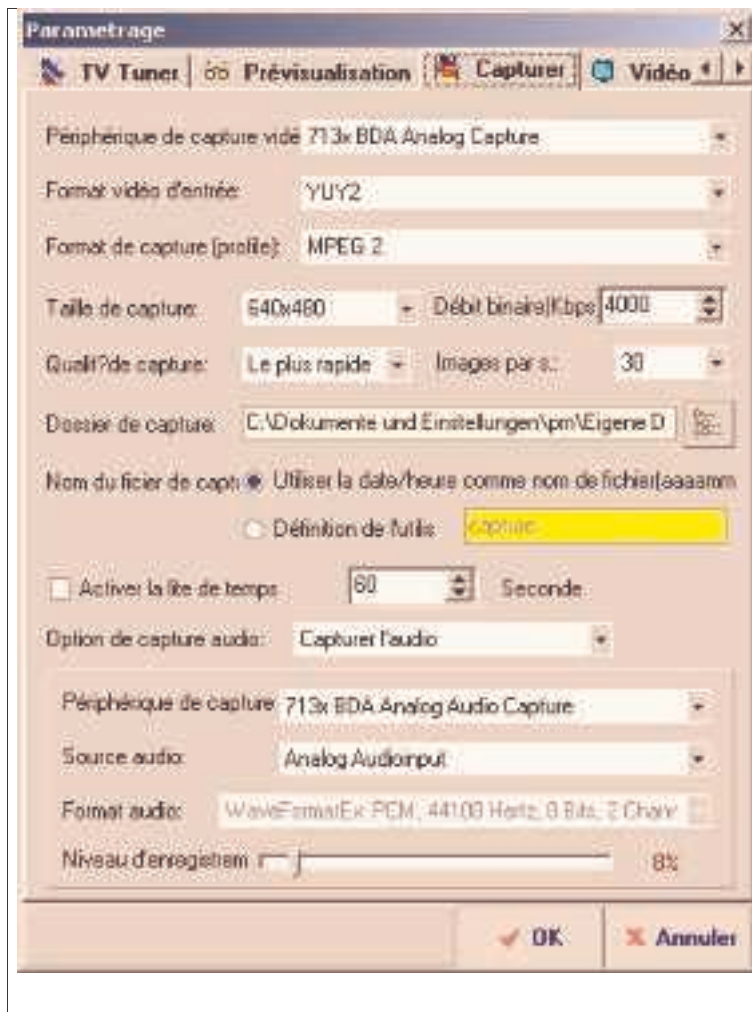 Parametrage
TV Tuner Prévisualisation Capturer Vidéo
Périphérique de capture vidé 713x BDA Analog Capture
Format vidéo d'entrée: YUY2
Format de capture (profile): MPEG 2
Taille de capture: 640x480 Débit binaire(Kbps 4000
Qualit?de capture: Le plus rapide Images par s.: 30
Dossier de capture: C:\Dokumente und Einstellungen\pm\Eigene D
Nom du ficier de capt Utiliser la date/heure comme nom de fichier(aaaamm
Définition de l'utilis capture
Activer la lite de temps 60 Seconde
Option de capture audio: Capturer l'audio
Périphérique de capture 713x BDA Analog Audio Capture
Source audio: Analog Audioinput
Format audio: WaveFormatEx: PCM, 44100 Hertz, 8 Bits, 2 Chann
Niveau d'enregistrem 8%
OK Annuler